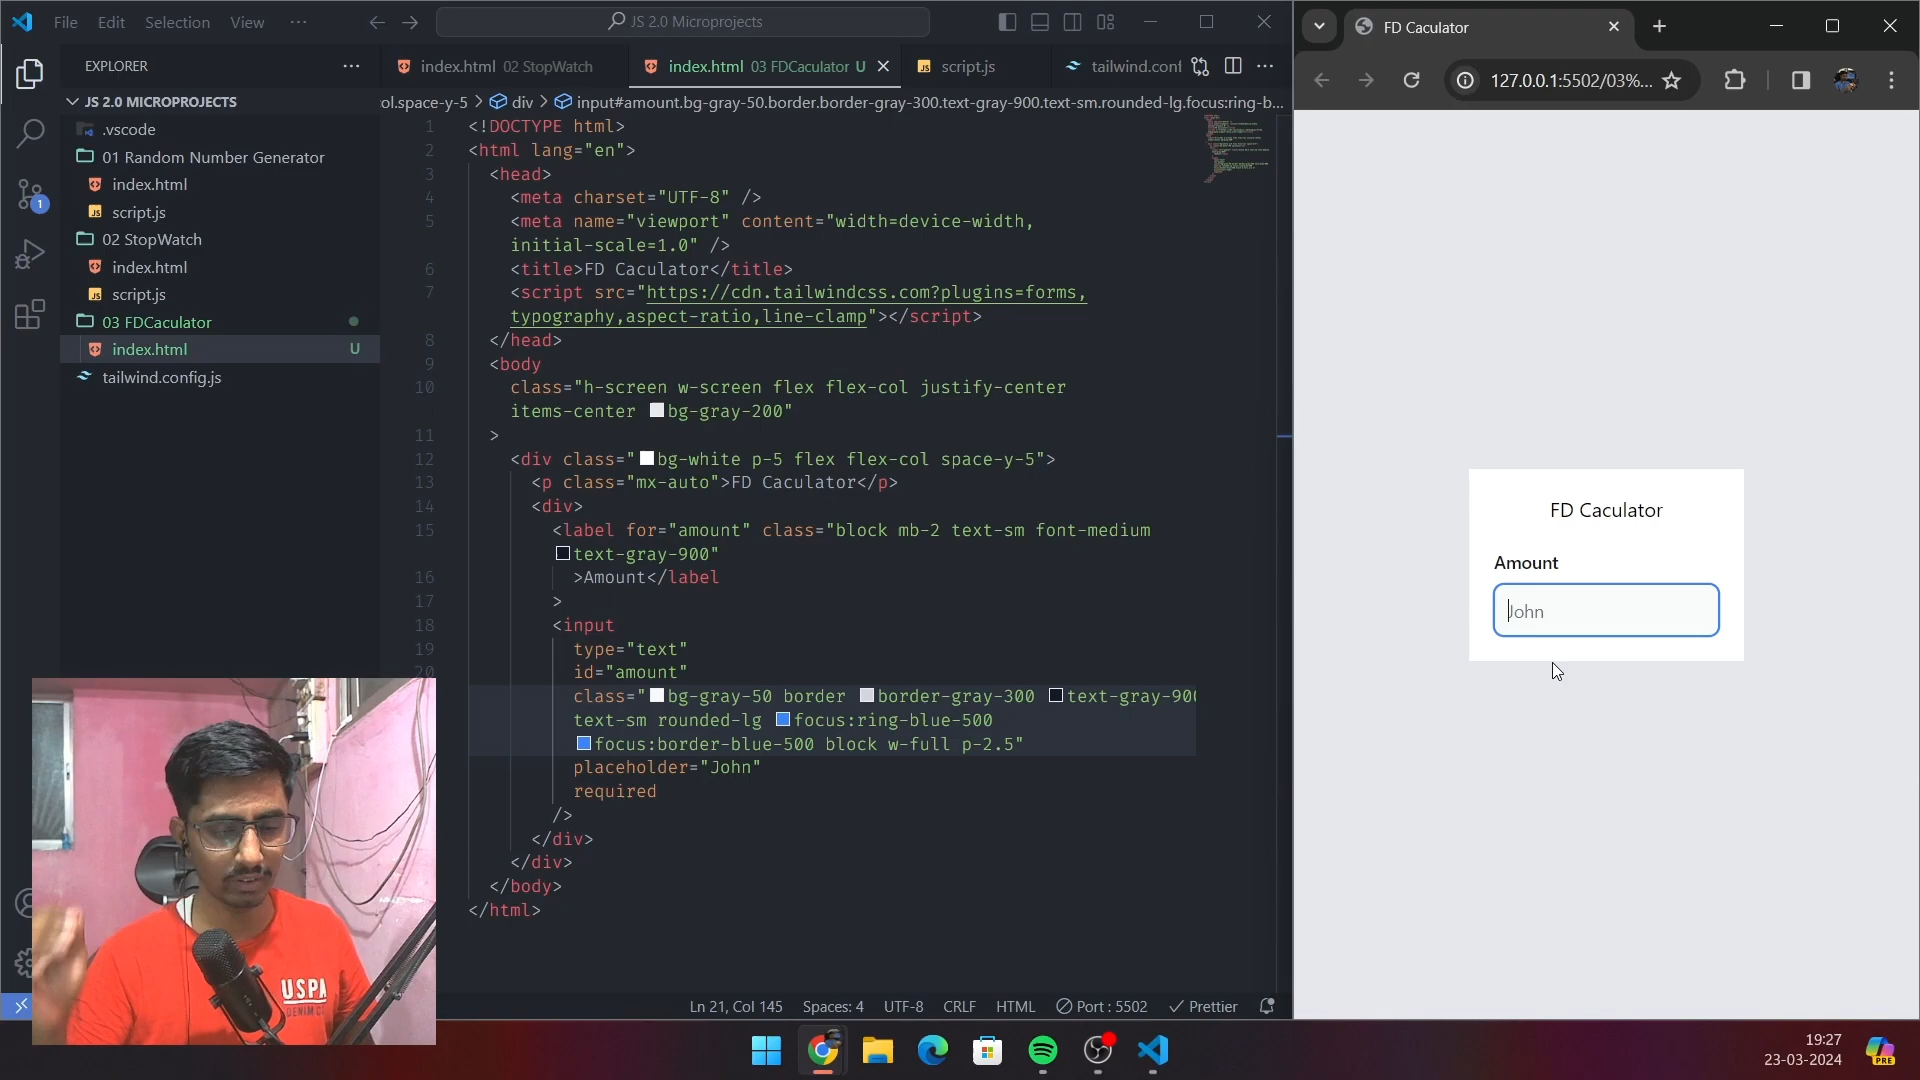 File Edit Selection View ···
JS 2.0 Microprojects
EXPLORER ···
JS 2.0 MICROPROJECTS
.vscode
01 Random Number Generator
index.html
script.js
02 StopWatch
index.html
script.js
03 FDCaculator
index.html U
tailwind.config.js
1
index.html 02 StopWatch
index.html 03 FDCaculator U
JS script.js
tailwind.conf
ol.space-y-5 > div > input#amount.bg-gray-50.border.border-gray-300.text-gray-900.text-sm.rounded-lg.focus:ring-b...
1 <!DOCTYPE html>
2 <html lang="en">
3 <head>
4 <meta charset="UTF-8" />
5 <meta name="viewport" content="width=device-width,
initial-scale=1.0" />
6 <title>FD Caculator</title>
7 <script src="https://cdn.tailwindcss.com?plugins=forms,
typography,aspect-ratio,line-clamp"></script>
8 </head>
9 <body
10 class="h-screen w-screen flex flex-col justify-center
items-center bg-gray-200"
11 >
12 <div class="bg-white p-5 flex flex-col space-y-5">
13 <p class="mx-auto">FD Caculator</p>
14 <div>
15 <label for="amount" class="block mb-2 text-sm font-medium
text-gray-900"
16 >Amount</label
17 >
18 <input
19 type="text"
20 id="amount"
class="bg-gray-50 border border-gray-300 text-gray-900
text-sm rounded-lg focus:ring-blue-500
focus:border-blue-500 block w-full p-2.5"
placeholder="John"
required
/>
</div>
</div>
</body>
</html>
Ln 21, Col 145 Spaces: 4 UTF-8 CRLF HTML Port : 5502 Prettier
FD Caculator
127.0.0.1:5502/03%...
FD Caculator
Amount
John
USPA
DENIM CO
19:27
23-03-2024
PRE